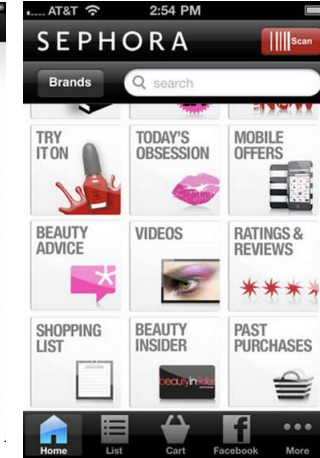 AT&T 2:54 PM
SEPHORA
Scan
Brands
search
TRY
IT ON
TODAY'S
OBSESSION
MOBILE
OFFERS
BEAUTY
ADVICE
VIDEOS
RATINGS &
REVIEWS
SHOPPING
LIST
BEAUTY
INSIDER
beautyinsider
PAST
PURCHASES
Home List Cart Facebook More